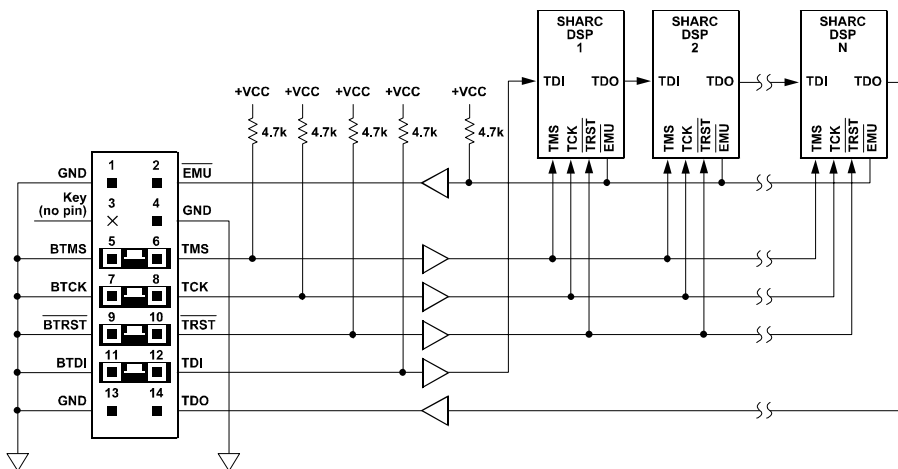 SHARC
DSP
1
SHARC
DSP
2
SHARC
DSP
N
TDI TDO
TDI TDO
TDI TDO
TMS TCK TRST EMU
TMS TCK TRST EMU
TMS TCK TRST EMU
+VCC +VCC +VCC +VCC +VCC
4.7k 4.7k 4.7k 4.7k 4.7k
GND 1 2 EMU
Key
(no pin) 3 4 GND
BTMS 5 6 TMS
BTCK 7 8 TCK
BTRST 9 10 TRST
BTDI 11 12 TDI
GND 13 14 TDO